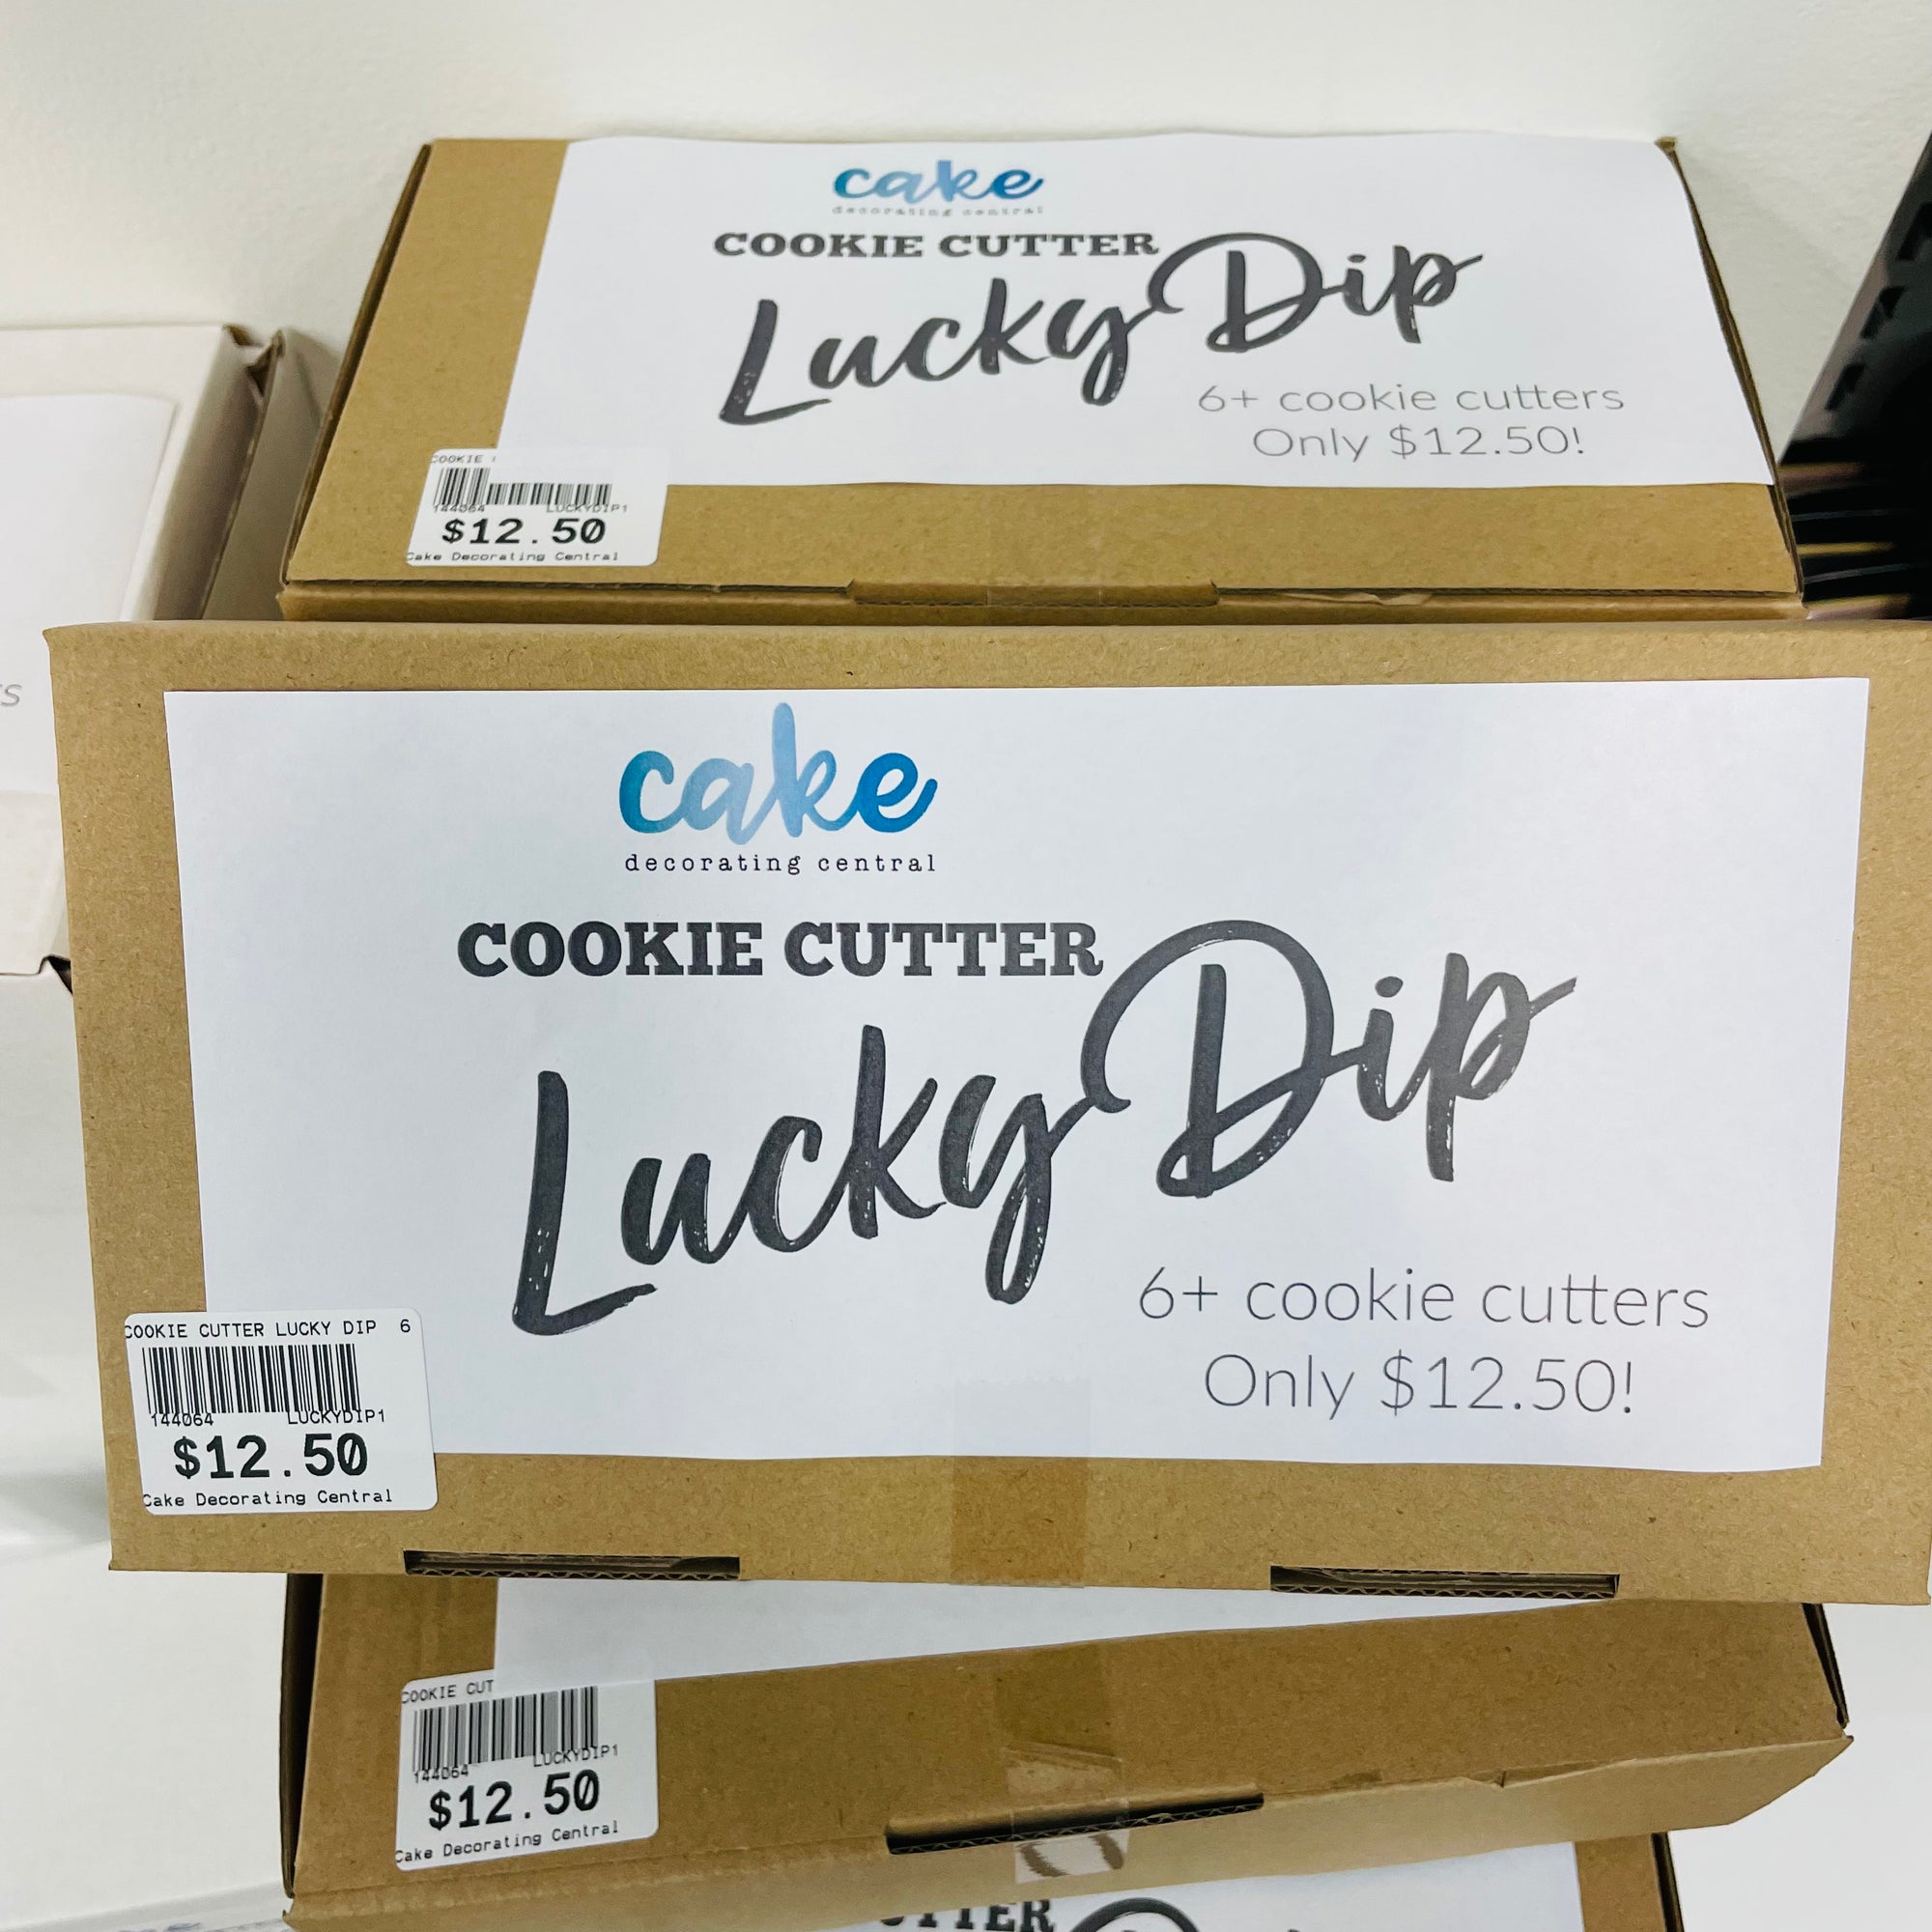 cake
decorating central
COOKIE CUTTER
Lucky Dip
6+ cookie cutters
Only $12.50!
COOKIE
144064 LUCKYDIP1
$12.50
Cake Decorating Central
cake
decorating central
COOKIE CUTTER
Lucky Dip
6+ cookie cutters
Only $12.50!
COOKIE CUTTER LUCKY DIP 6
144064 LUCKYDIP1
$12.50
Cake Decorating Central
COOKIE CUT
144064 LUCKYDIP1
$12.50
Cake Decorating Central